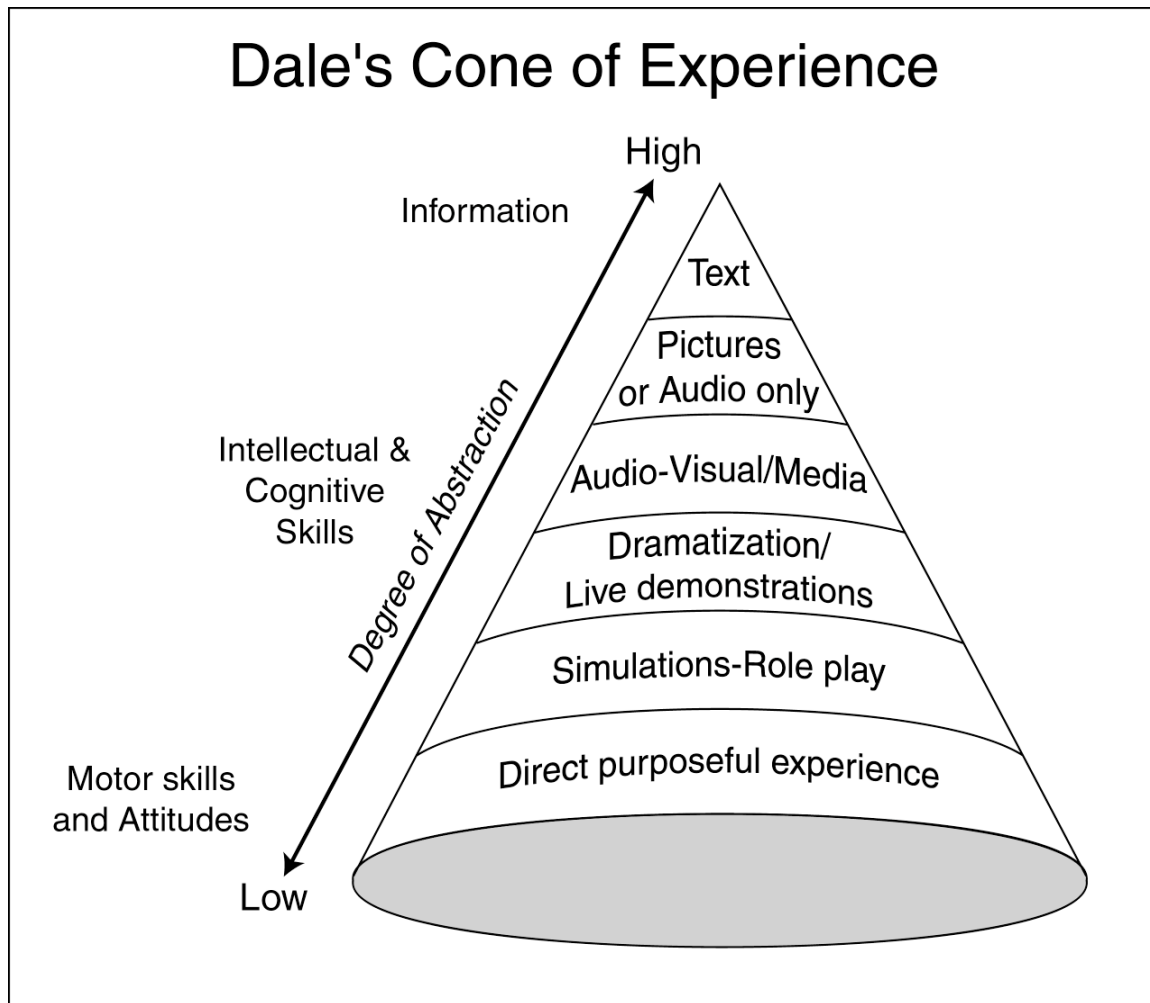 Dale's Cone of Experience
High
Information
Text
Pictures
or Audio only
Intellectual &
Cognitive
Skills
Degree of Abstraction
Audio-Visual/Media
Dramatization/
Live demonstrations
Simulations-Role play
Direct purposeful experience
Motor skills
and Attitudes
Low